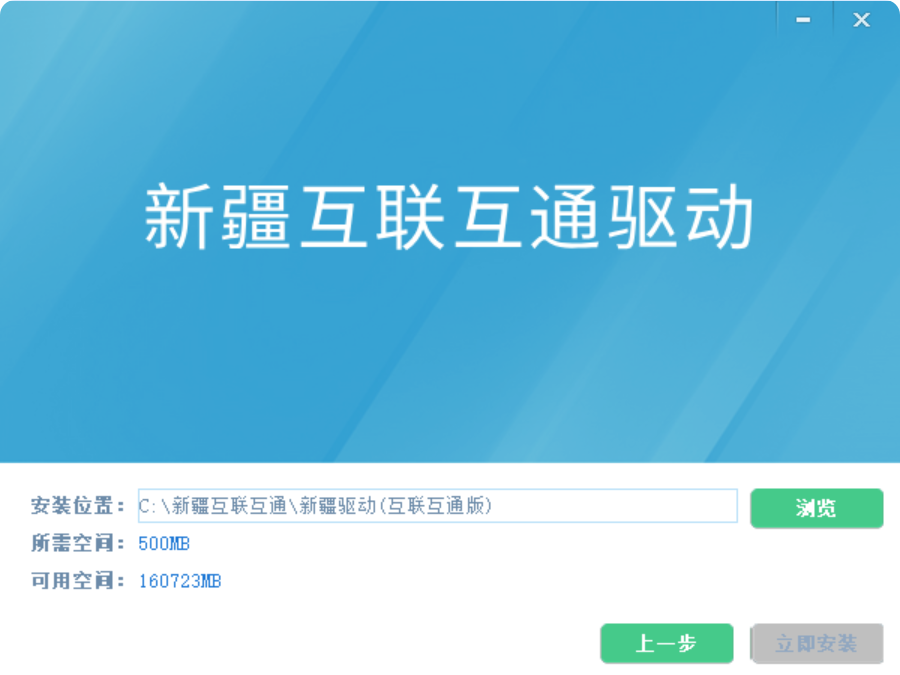 新疆互联互通驱动
安装位置： C:\新疆互联互通\新疆驱动(互联互通版) 浏览
所需空间： 500MB
可用空间： 160723MB
上一步 立即安装